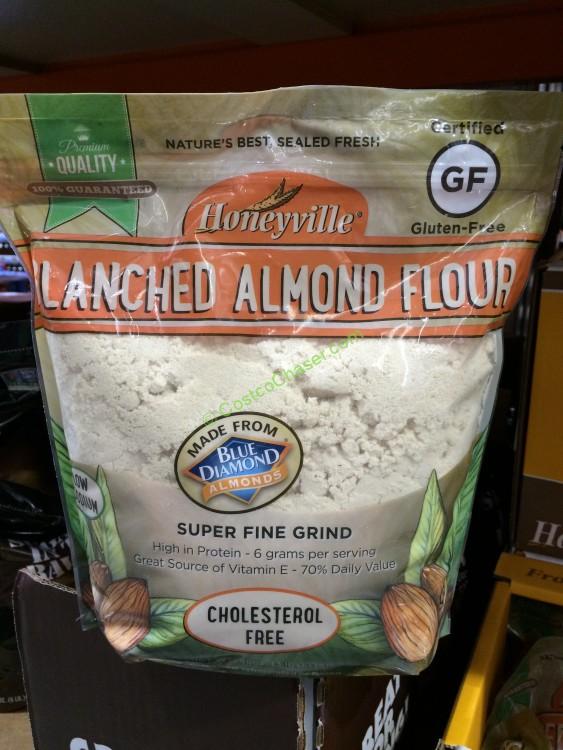 Premium
QUALITY
100% GUARANTEED
NATURE'S BEST, SEALED FRESH
Certified
GF
Gluten-Free
Honeyville
LANCHED ALMOND FLOUR
© CostcoChaser.com
MADE FROM
BLUE
DIAMOND
ALMONDS
SUPER FINE GRIND
High in Protein - 6 grams per serving
Great Source of Vitamin E - 70% Daily Value
CHOLESTEROL
FREE